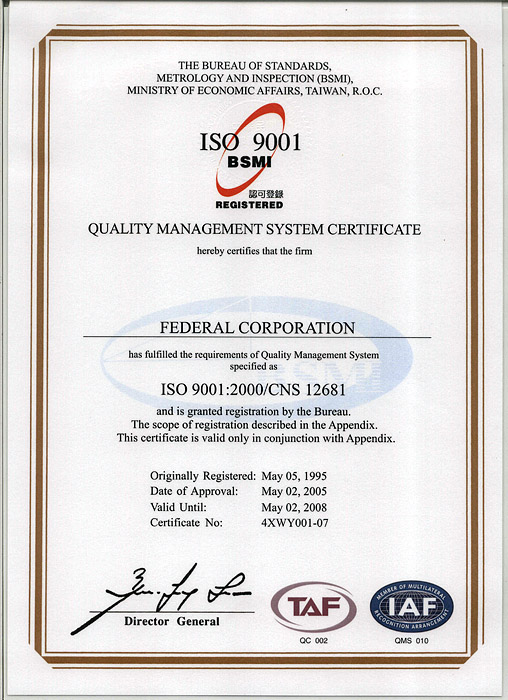 THE BUREAU OF STANDARDS,
METROLOGY AND INSPECTION (BSMI),
MINISTRY OF ECONOMIC AFFAIRS, TAIWAN, R.O.C.
ISO 9001
BSMI
認可登錄
REGISTERED
QUALITY MANAGEMENT SYSTEM CERTIFICATE
hereby certifies that the firm
FEDERAL CORPORATION
has fulfilled the requirements of Quality Management System
specified as
BSMI
ISO 9001:2000/CNS 12681
and is granted registration by the Bureau.
The scope of registration described in the Appendix.
This certificate is valid only in conjunction with Appendix.
Originally Registered: May 05, 1995
Date of Approval: May 02, 2005
Valid Until: May 02, 2008
Certificate No: 4XWY001-07
Director General
TAF
QC 002
MEMBER OF MULTILATERAL
IAF
RECOGNITION ARRANGEMENT
QMS 010